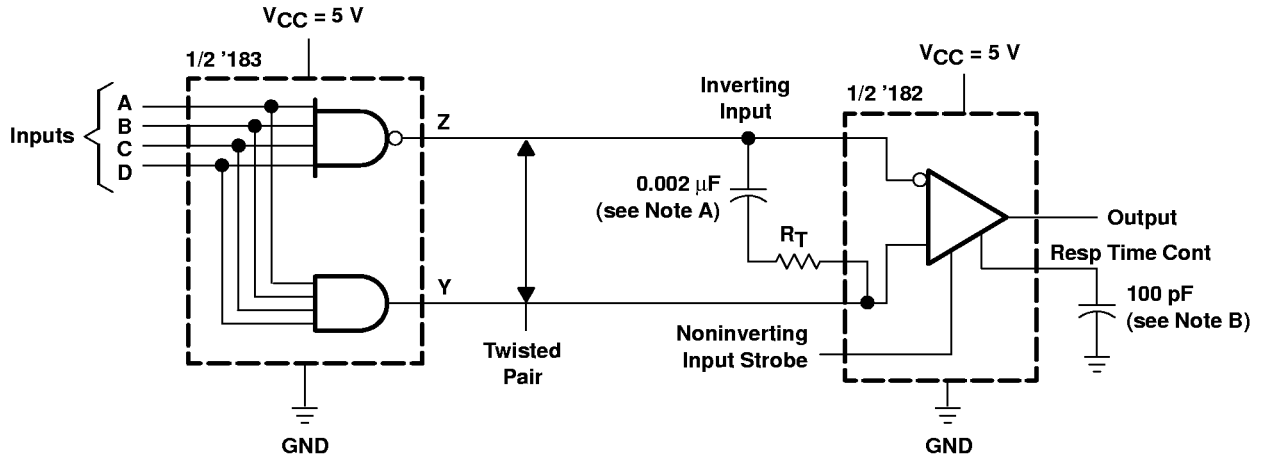 VCC = 5 V
1/2 '183
Inputs
A
B
C
D
Z
Y
Twisted
Pair
GND
Inverting
Input
0.002 μF
(see Note A)
RT
Noninverting
Input Strobe
VCC = 5 V
1/2 '182
Output
Resp Time Cont
100 pF
(see Note B)
GND